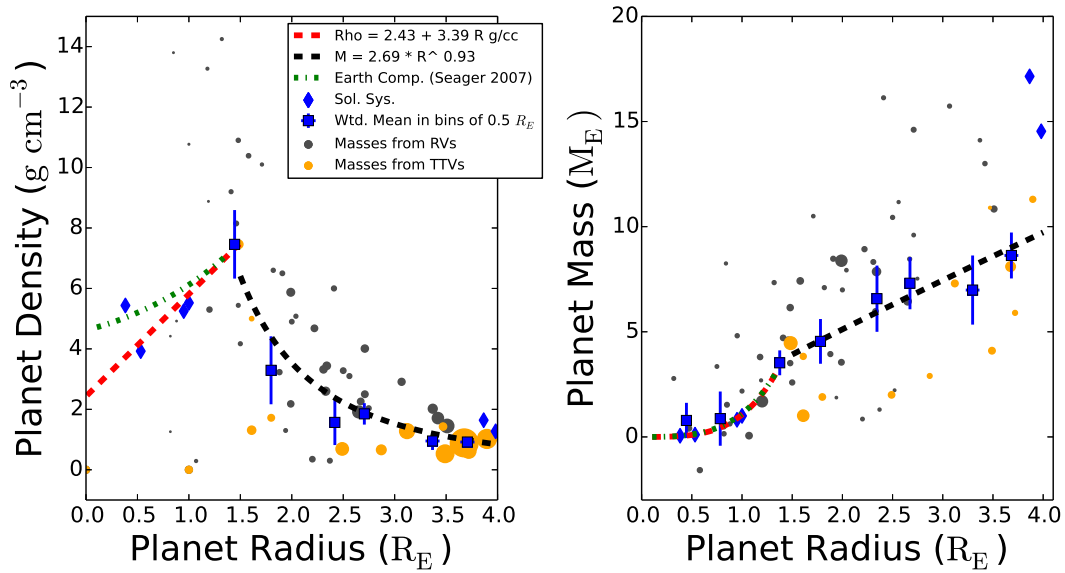 14
12
10
8
6
4
2
0
0.0 0.5 1.0 1.5 2.0 2.5 3.0 3.5 4.0
Planet Density (g cm−3)
Planet Radius (RE)
Rho = 2.43 + 3.39 R g/cc
M = 2.69 * R^ 0.93
Earth Comp. (Seager 2007)
Sol. Sys.
Wtd. Mean in bins of 0.5 RE
Masses from RVs
Masses from TTVs
20
15
10
5
0
0.0 0.5 1.0 1.5 2.0 2.5 3.0 3.5 4.0
Planet Mass (ME)
Planet Radius (RE)